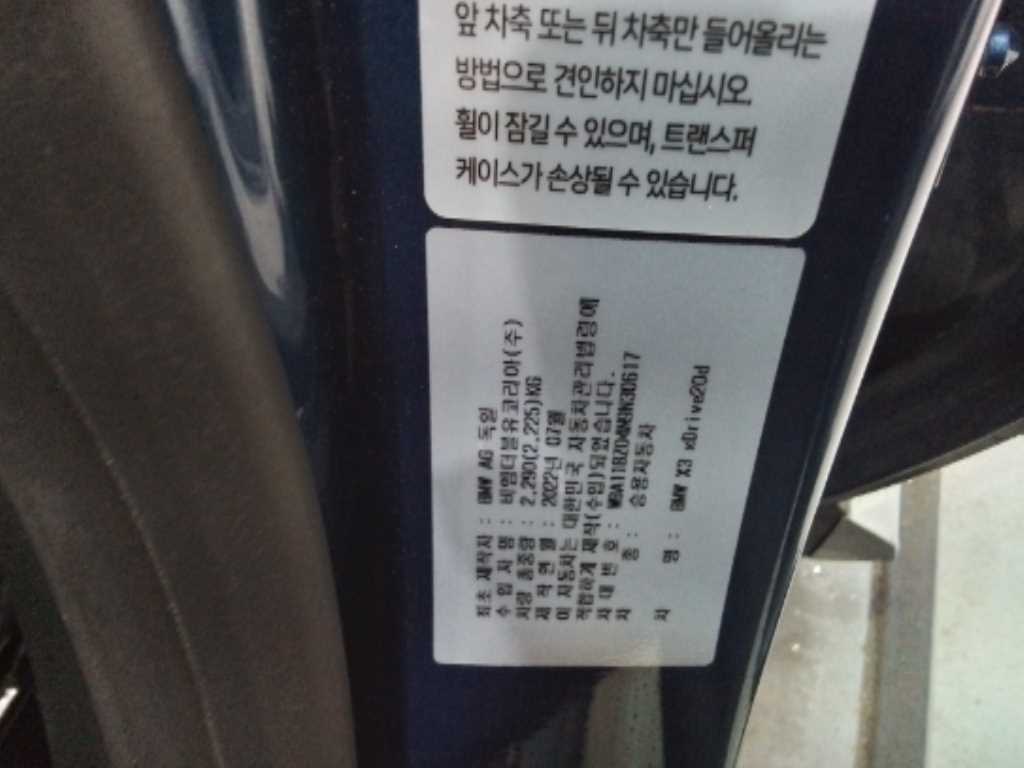 앞 차축 또는 뒤 차축만 들어올리는
방법으로 견인하지 마십시오.
휠이 잠길 수 있으며, 트랜스퍼
케이스가 손상될 수 있습니다.
최초 제작자 : BMW AG 독일
수 입 자 명 : 비엠더블유코리아(주)
차량 총중량 : 2,290(2,225)KG
제 작 연 월 : 2022년 07월
이 자동차는 대한민국 자동차관리법령에
적합하게 제작(수입)되었습니다.
차 대 번 호 :
차 종 : 승용자동차
차 명 : BMW X3 xDrive20d